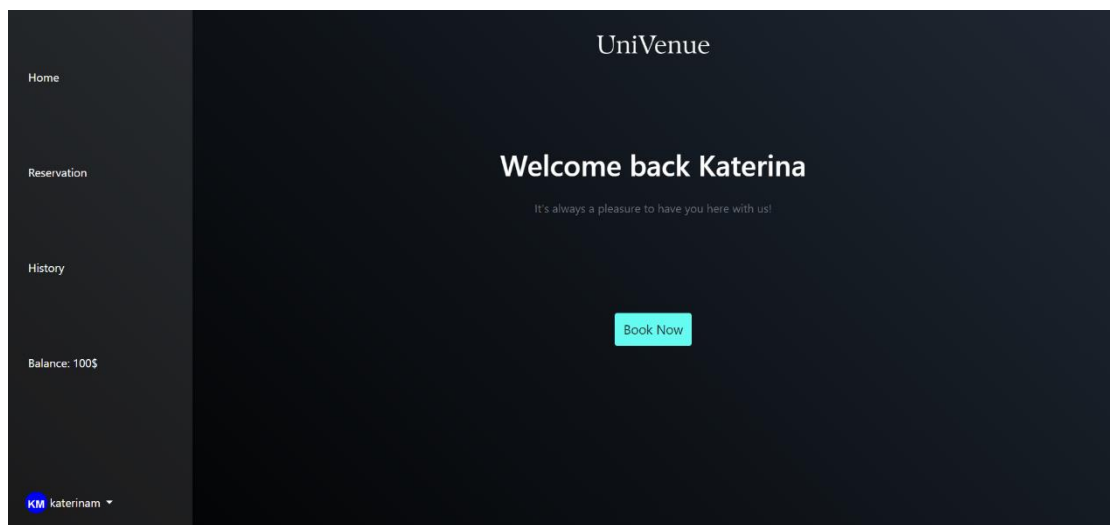 UniVenue
Home
Reservation
History
Balance: 100$
KM katerinam
Welcome back Katerina
It's always a pleasure to have you here with us!
Book Now